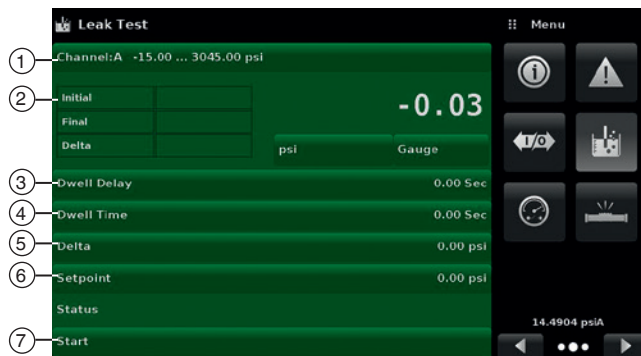 Leak Test
Menu
1
Channel:A -15.00 ... 3045.00 psi
2
Initial
Final
Delta
-0.03
psi
Gauge
I/O
3
Dwell Delay 0.00 Sec
4
Dwell Time 0.00 Sec
5
Delta 0.00 psi
6
Setpoint 0.00 psi
Status
14.4904 psiA
7
Start